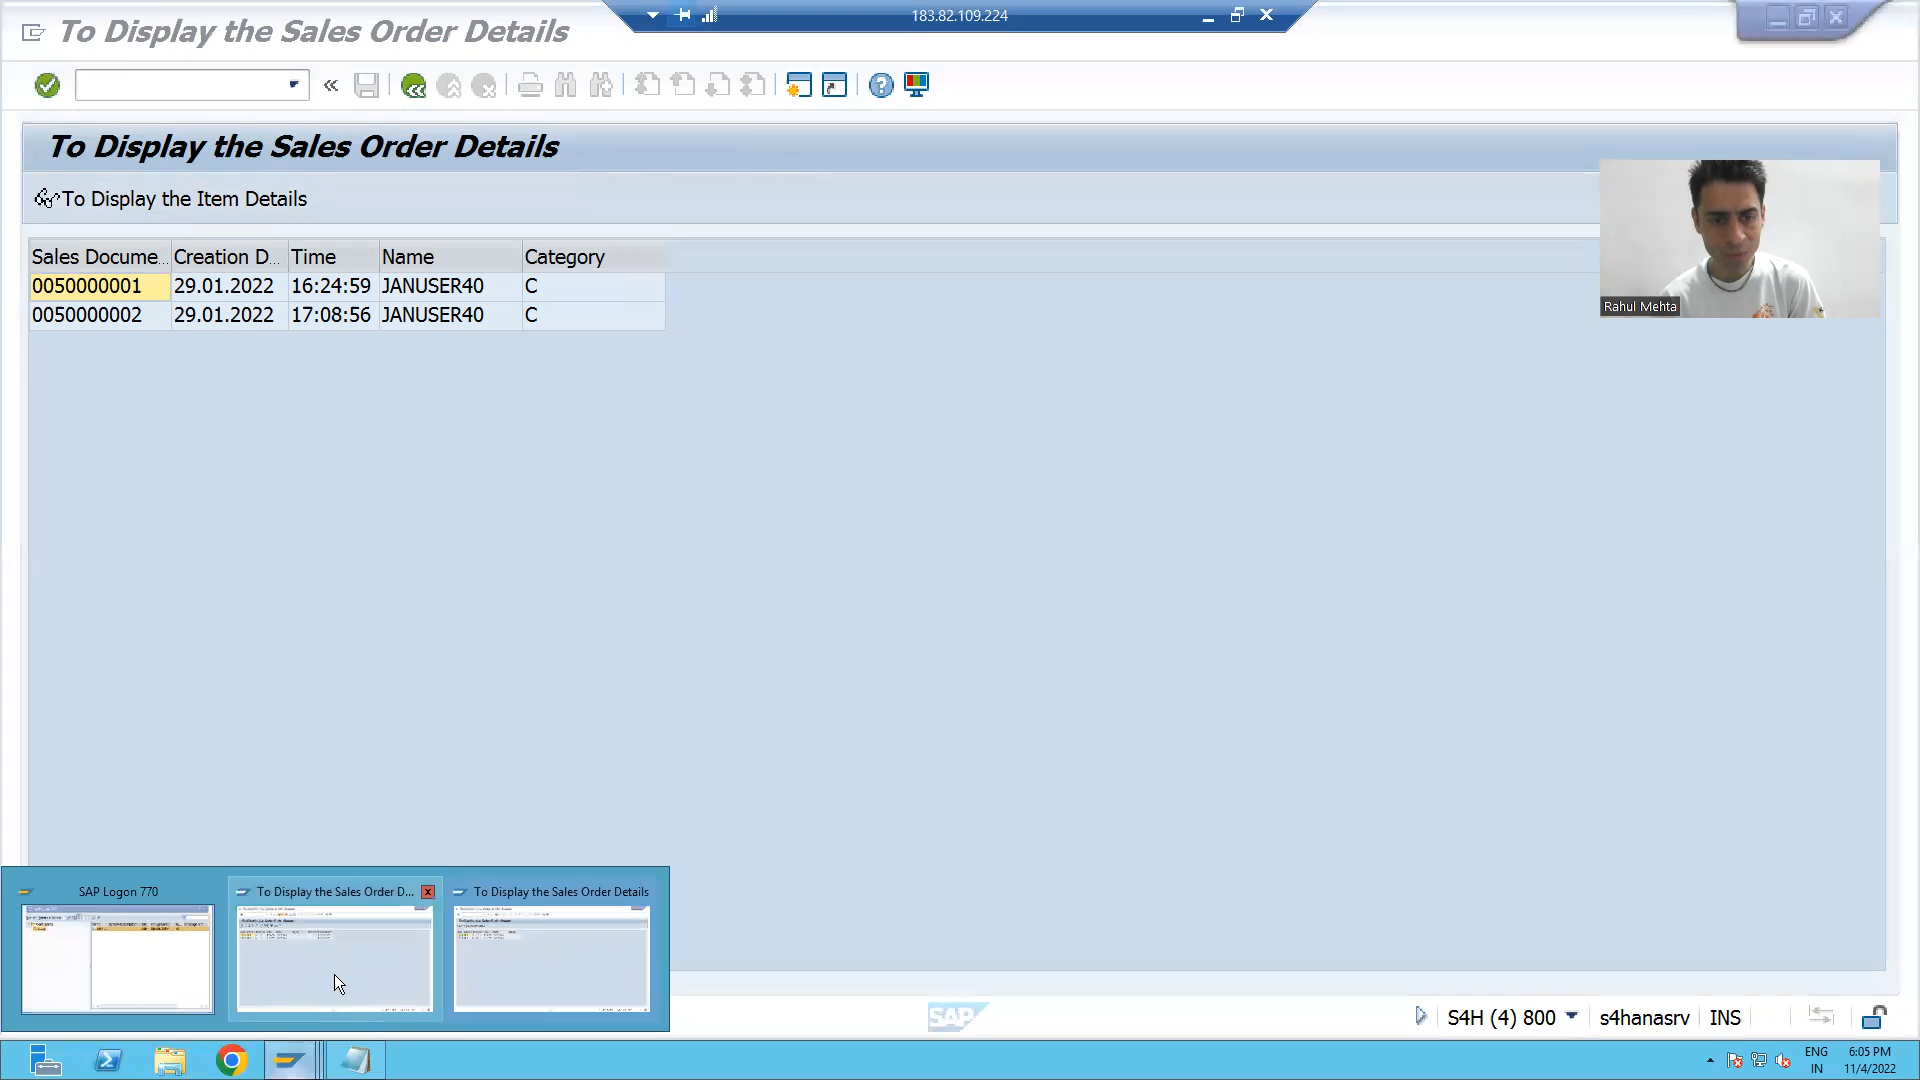 To Display the Sales Order Details
183.82.109.224
To Display the Sales Order Details
To Display the Item Details
Sales Docume... Creation D... Time Name Category
0050000001 29.01.2022 16:24:59 JANUSER40 C
0050000002 29.01.2022 17:08:56 JANUSER40 C
Rahul Mehta
SAP Logon 770
To Display the Sales Order D...
To Display the Sales Order Details
SAP
S4H (4) 800
s4hanasrv
INS
ENG
IN
6:05 PM
11/4/2022